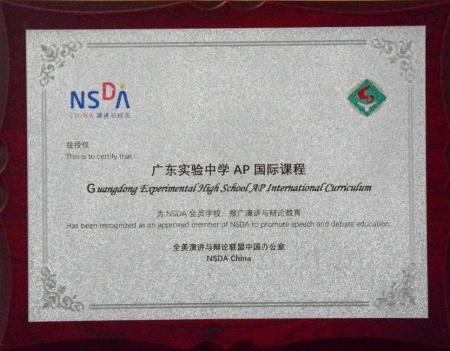 NSDA
CHINA 演讲与辩论
兹授权
This is to certify that
广东实验中学 AP 国际课程
Guangdong Experimental High School AP International Curriculum
为 NSDA 会员学校，推广演讲与辩论教育
Has been recognized as an approved member of NSDA to promote speech and debate education.
全美演讲与辩论联盟中国办公室
NSDA China